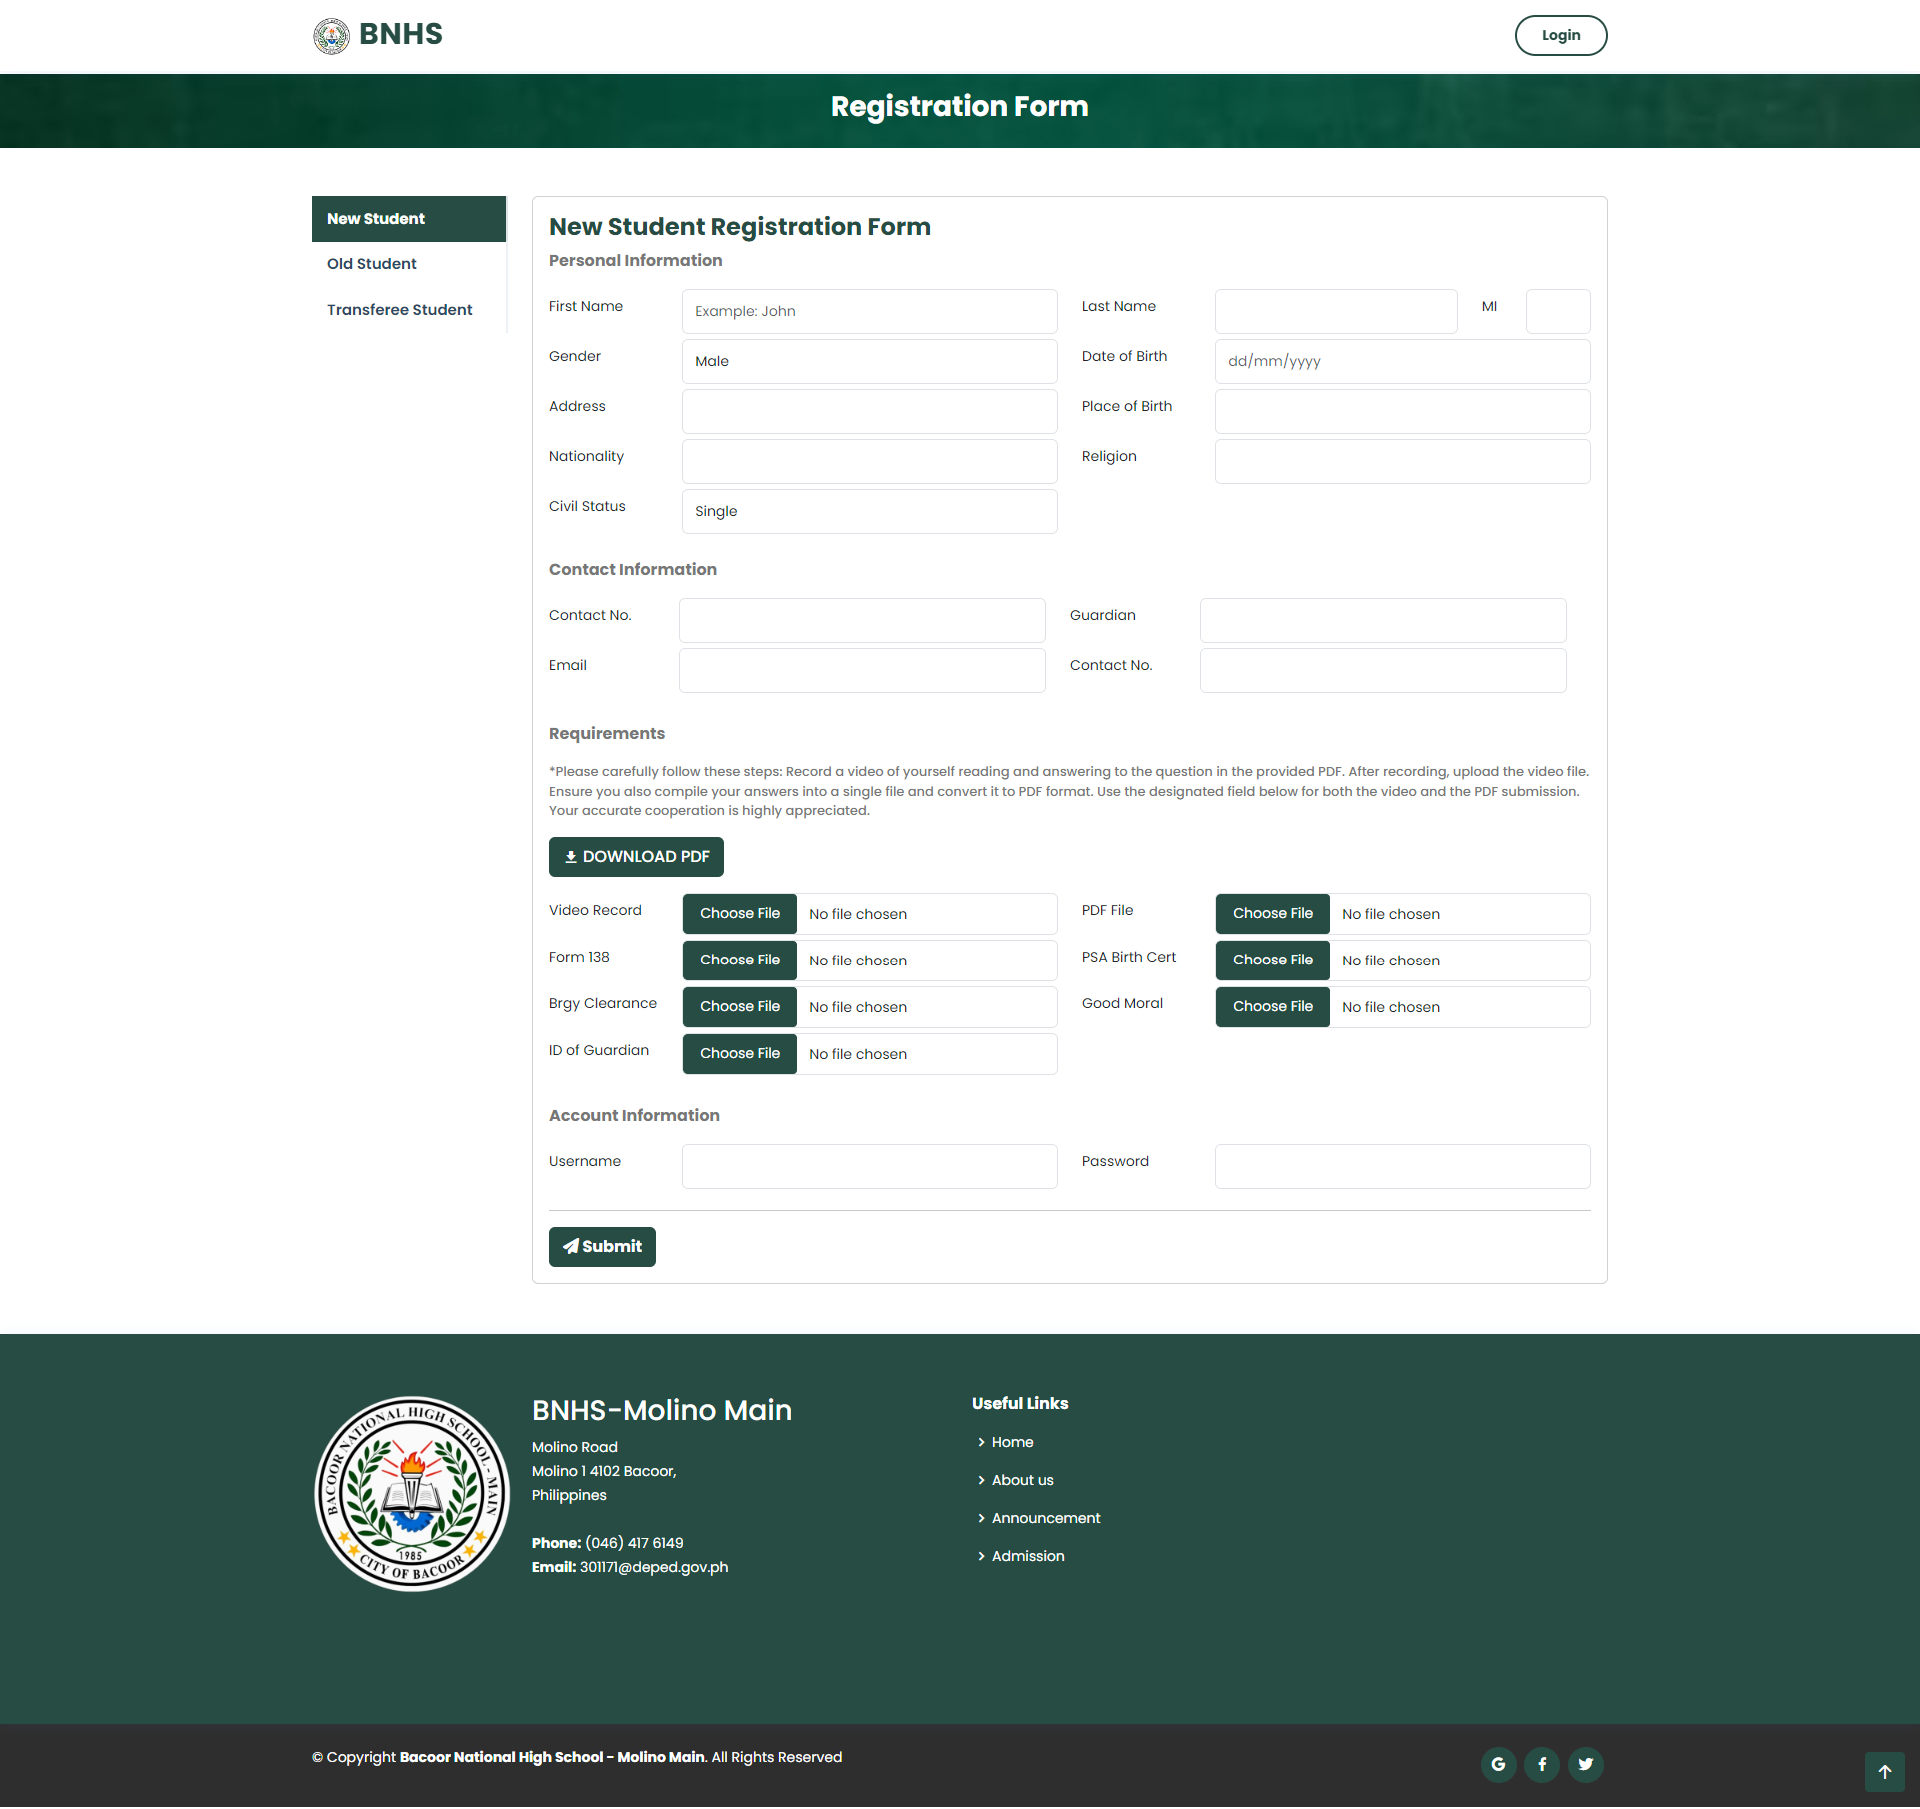 BNHS
Login
Registration Form
New Student
Old Student
Transferee Student
New Student Registration Form
Personal Information
First Name Example: John Last Name MI
Gender Male Date of Birth dd/mm/yyyy
Address Place of Birth
Nationality Religion
Civil Status Single
Contact Information
Contact No. Guardian
Email Contact No.
Requirements
*Please carefully follow these steps: Record a video of yourself reading and answering to the question in the provided PDF. After recording, upload the video file.
Ensure you also compile your answers into a single file and convert it to PDF format. Use the designated field below for both the video and the PDF submission.
Your accurate cooperation is highly appreciated.
DOWNLOAD PDF
Video Record Choose File No file chosen PDF File Choose File No file chosen
Form 138 Choose File No file chosen PSA Birth Cert Choose File No file chosen
Brgy Clearance Choose File No file chosen Good Moral Choose File No file chosen
ID of Guardian Choose File No file chosen
Account Information
Username Password
Submit
BACOOR NATIONAL HIGH SCHOOL - MAIN
1985
CITY OF BACOOR
BNHS-Molino Main
Molino Road
Molino 1 4102 Bacoor,
Philippines
Phone: (046) 417 6149
Email: 301171@deped.gov.ph
Useful Links
Home
About us
Announcement
Admission
© Copyright Bacoor National High School - Molino Main. All Rights Reserved